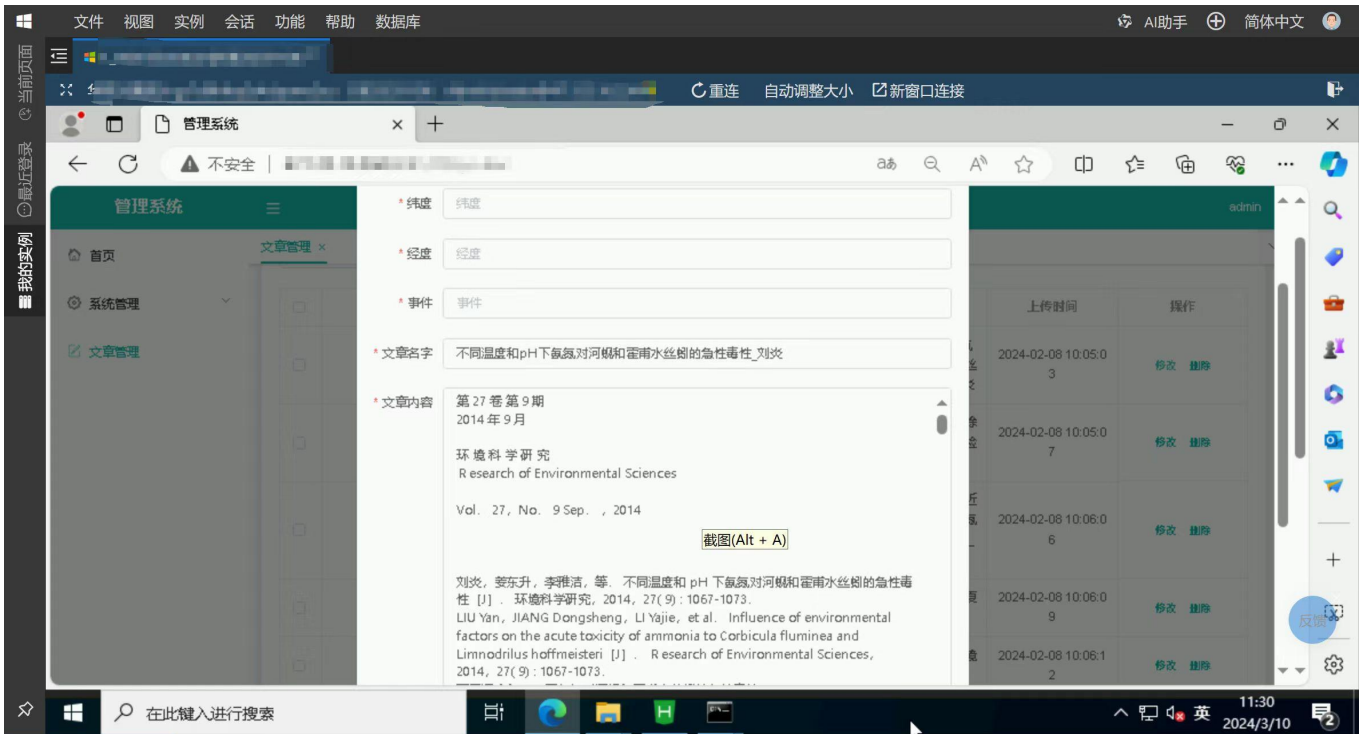 文件 视图 实例 会话 功能 帮助 数据库 AI助手 简体中文
当前页面
最近登录
我的实例
重连 自动调整大小 新窗口连接
管理系统
不安全
管理系统 admin
首页
系统管理
文章管理
文章管理 ×
* 纬度 纬度
* 经度 经度
* 事件 事件
* 文章名字 不同温度和pH下氨氮对河蚬和霍甫水丝蚓的急性毒性_刘炎
* 文章内容 第 27 卷 第 9 期
2014 年 9 月
环 境 科 学 研 究
R esearch of Environmental Sciences
Vol. 27, No. 9 Sep. , 2014
截图(Alt + A)
刘炎, 姜东升, 李雅洁, 等. 不同温度和 pH 下氨氮对河蚬和霍甫水丝蚓的急性毒
性 [J] . 环境科学研究, 2014, 27( 9) : 1067-1073.
LIU Yan, JIANG Dongsheng, LI Yajie, et al. Influence of environmental
factors on the acute toxicity of ammonia to Corbicula fluminea and
Limnodrilus hoffmeisteri [J] . R esearch of Environmental Sciences,
2014, 27( 9) : 1067-1073.
上传时间 操作
2024-02-08 10:05:0
3
修改 删除
2024-02-08 10:05:0
7
修改 删除
2024-02-08 10:06:0
6
修改 删除
2024-02-08 10:06:0
9
修改 删除
2024-02-08 10:06:1
2
修改 删除
反馈
在此键入进行搜索
英
11:30
2024/3/10
2